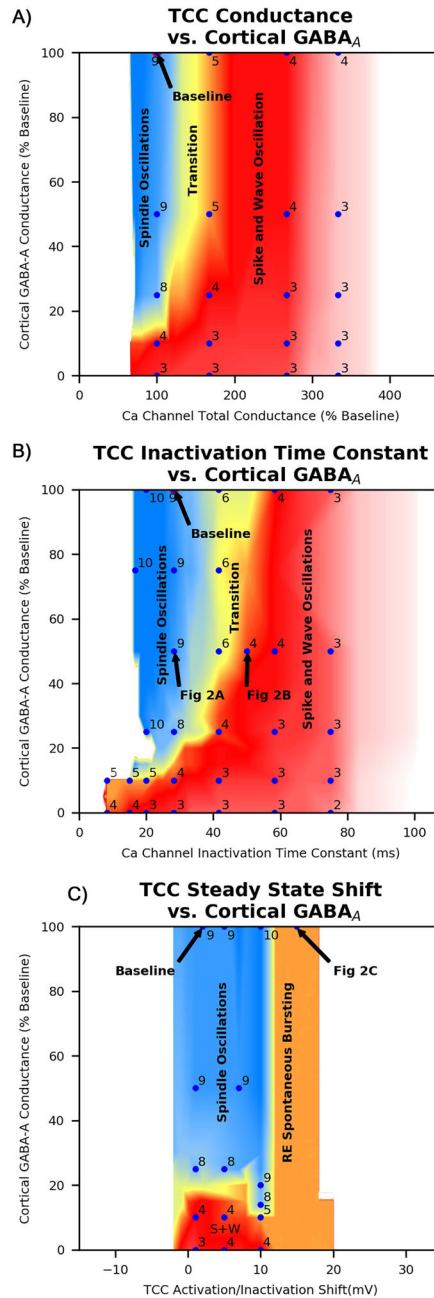 A)
TCC Conductance
vs. Cortical GABA_A
Cortical GABA-A Conductance (% Baseline)
100
80
60
40
20
0
9 5 4 4
Baseline
Spindle Oscillations
Transition
Spike and Wave Oscillation
9 5 4 3
8 4 3 3
4 3 3 3
3 3 3 3
0 100 200 300 400
Ca Channel Total Conductance (% Baseline)
B)
TCC Inactivation Time Constant
vs. Cortical GABA_A
Cortical GABA-A Conductance (% Baseline)
100
80
60
40
20
0
10 9 6 4 3
Baseline
10 9 6
Spindle Oscillations
Transition
Spike and Wave Oscillations
9 6 4 4 3
Fig 2A
Fig 2B
10 8 4 3 3
5 5 5 4 3 3 3
4 4 3 3 3 3 2
0 20 40 60 80 100
Ca Channel Inactivation Time Constant (ms)
C)
TCC Steady State Shift
vs. Cortical GABA_A
Cortical GABA-A Conductance (% Baseline)
100
80
60
40
20
0
9 9 10
Baseline
Fig 2C
Spindle Oscillations
RE Spontaneous Bursting
9 9
8 8
9
8
4 4 5
S+W
3 4 4
−10 0 10 20 30
TCC Activation/Inactivation Shift(mV)